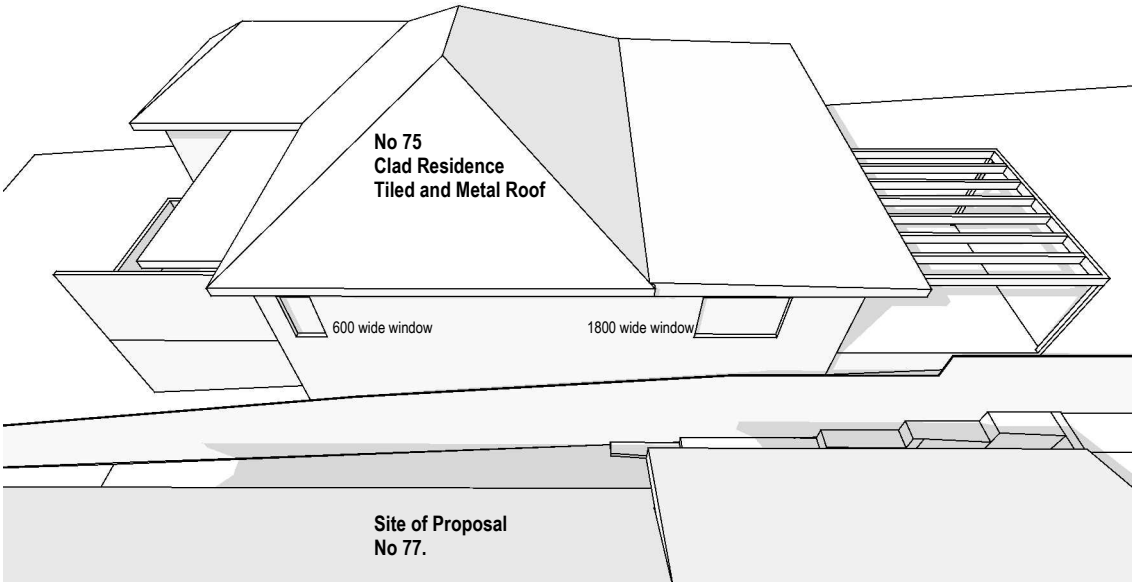 No 75
Clad Residence
Tiled and Metal Roof
600 wide window
1800 wide window
Site of Proposal
No 77.